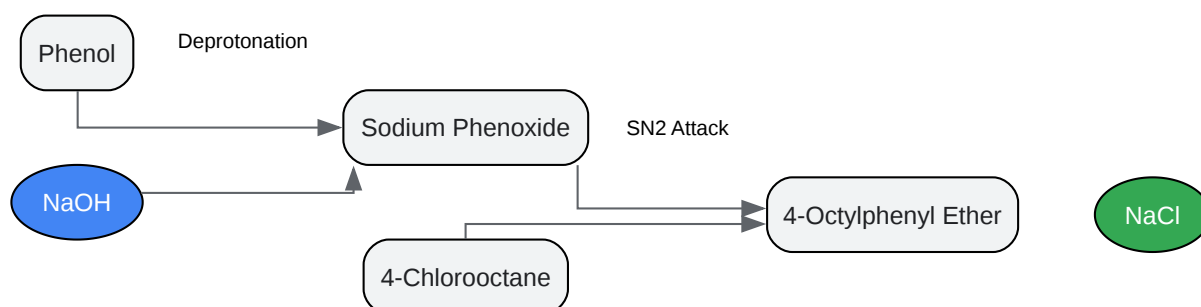 Phenol
Deprotonation
Sodium Phenoxide
SN2 Attack
NaOH
4-Octylphenyl Ether
NaCl
4-Chlorooctane